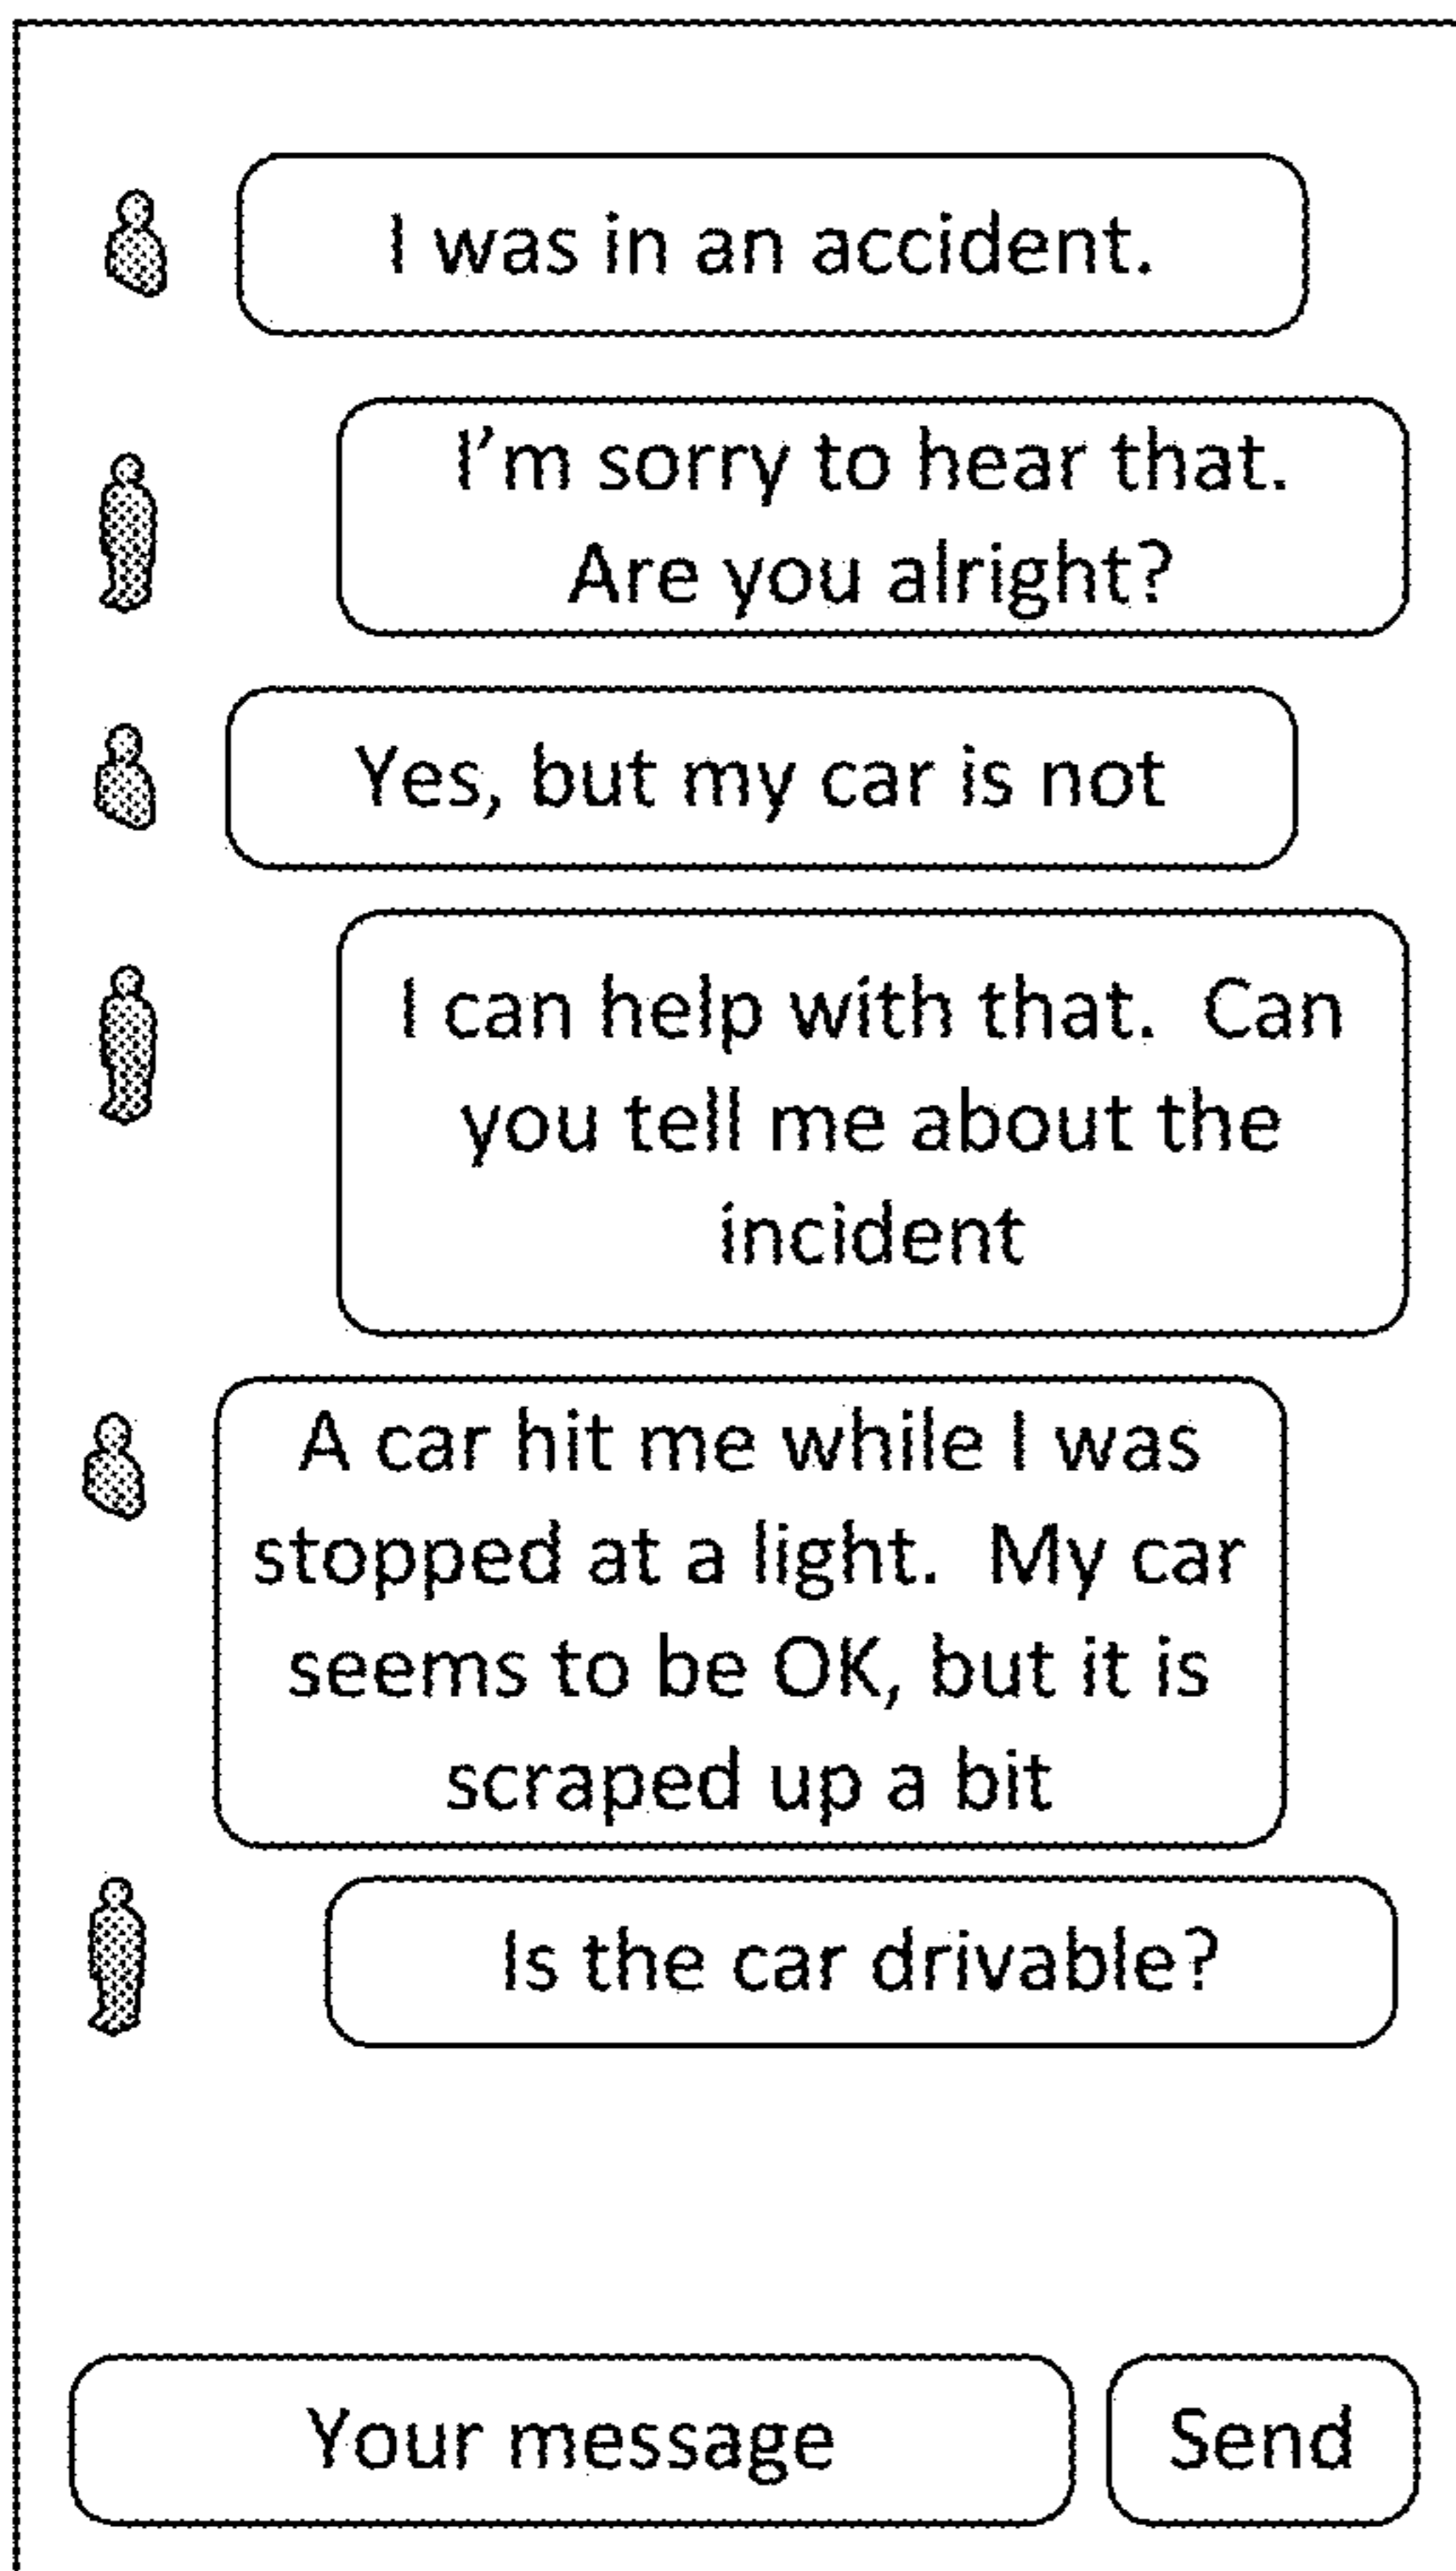 I was in an accident.
I'm sorry to hear that.
Are you alright?
Yes, but my car is not
I can help with that.  Can
you tell me about the
incident
A car hit me while I was
stopped at a light.  My car
seems to be OK, but it is
scraped up a bit
Is the car drivable?
Your message
Send